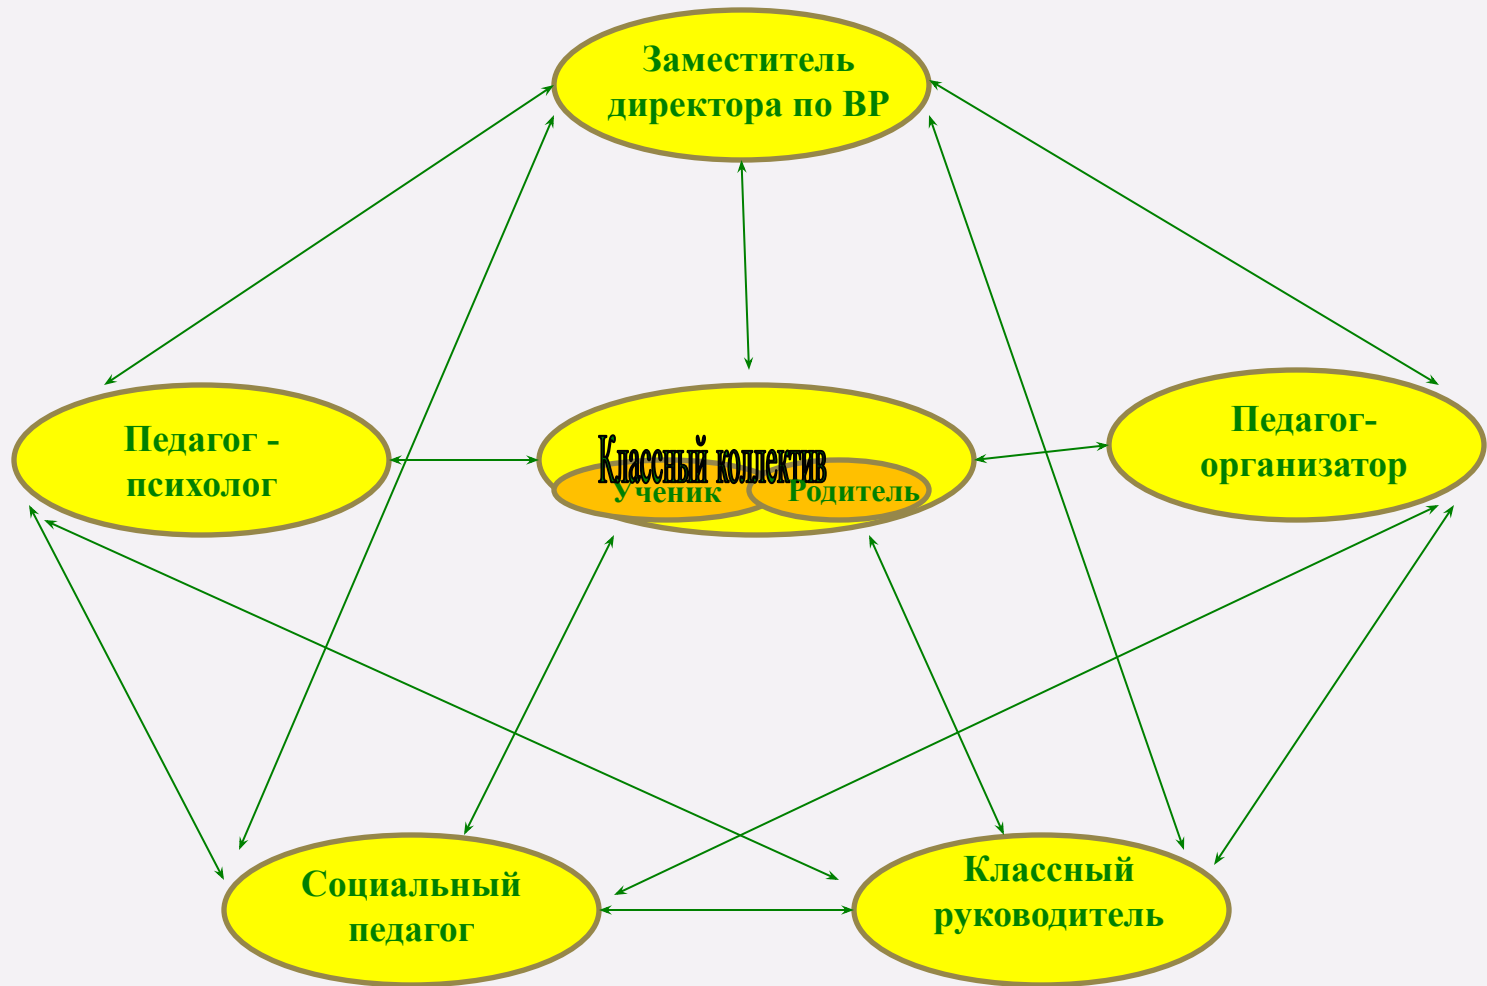 Заместитель
директора по ВР
Педагог -
психолог
Классный коллектив
Ученик
Родитель
Педагог-
организатор
Социальный
педагог
Классный
руководитель